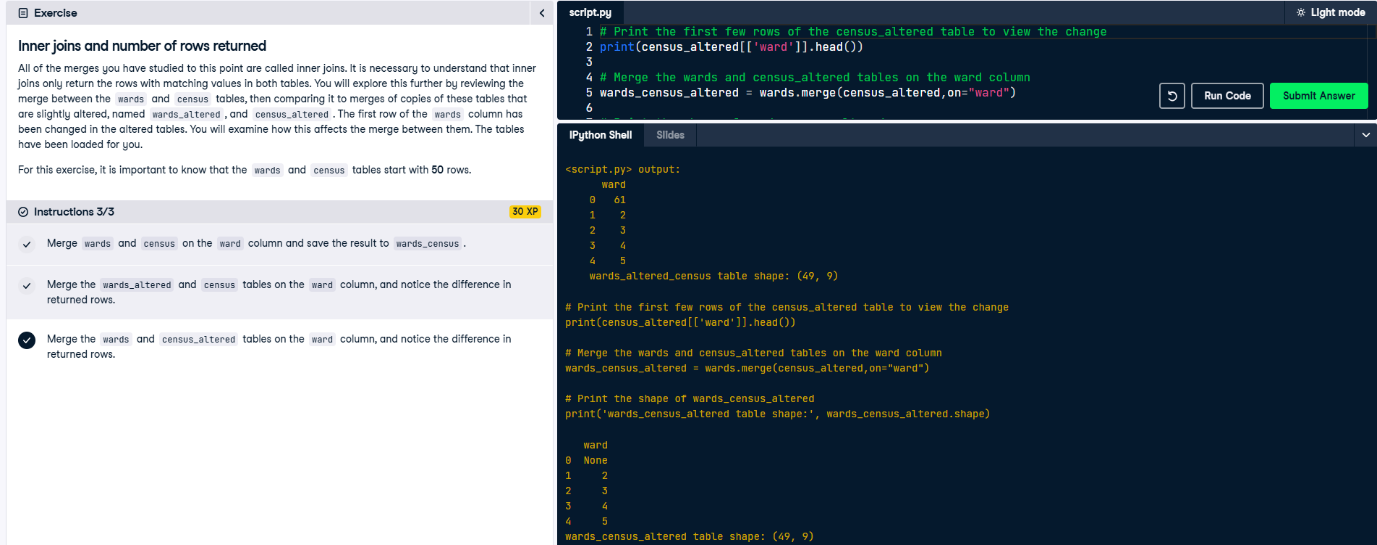 Exercise
Inner joins and number of rows returned
All of the merges you have studied to this point are called inner joins. It is necessary to understand that inner
joins only return the rows with matching values in both tables. You will explore this further by reviewing the
merge between the wards and census tables, then comparing it to merges of copies of these tables that
are slightly altered, named wards_altered , and census_altered . The first row of the wards column has
been changed in the altered tables. You will examine how this affects the merge between them. The tables
have been loaded for you.
For this exercise, it is important to know that the wards and census tables start with 50 rows.
Instructions 3/3
30 XP
Merge wards and census on the ward column and save the result to wards_census .
Merge the wards_altered and census tables on the ward column, and notice the difference in
returned rows.
Merge the wards and census_altered tables on the ward column, and notice the difference in
returned rows.
script.py
Light mode
1 # Print the first few rows of the census_altered table to view the change
2 print(census_altered[['ward']].head())
3
4 # Merge the wards and census_altered tables on the ward column
5 wards_census_altered = wards.merge(census_altered,on="ward")
6
Run Code
Submit Answer
IPython Shell
Slides
<script.py> output:
ward
0 61
1 2
2 3
3 4
4 5
wards_altered_census table shape: (49, 9)
# Print the first few rows of the census_altered table to view the change
print(census_altered[['ward']].head())
# Merge the wards and census_altered tables on the ward column
wards_census_altered = wards.merge(census_altered,on="ward")
# Print the shape of wards_census_altered
print('wards_census_altered table shape:', wards_census_altered.shape)
ward
0 None
1 2
2 3
3 4
4 5
wards_census_altered table shape: (49, 9)